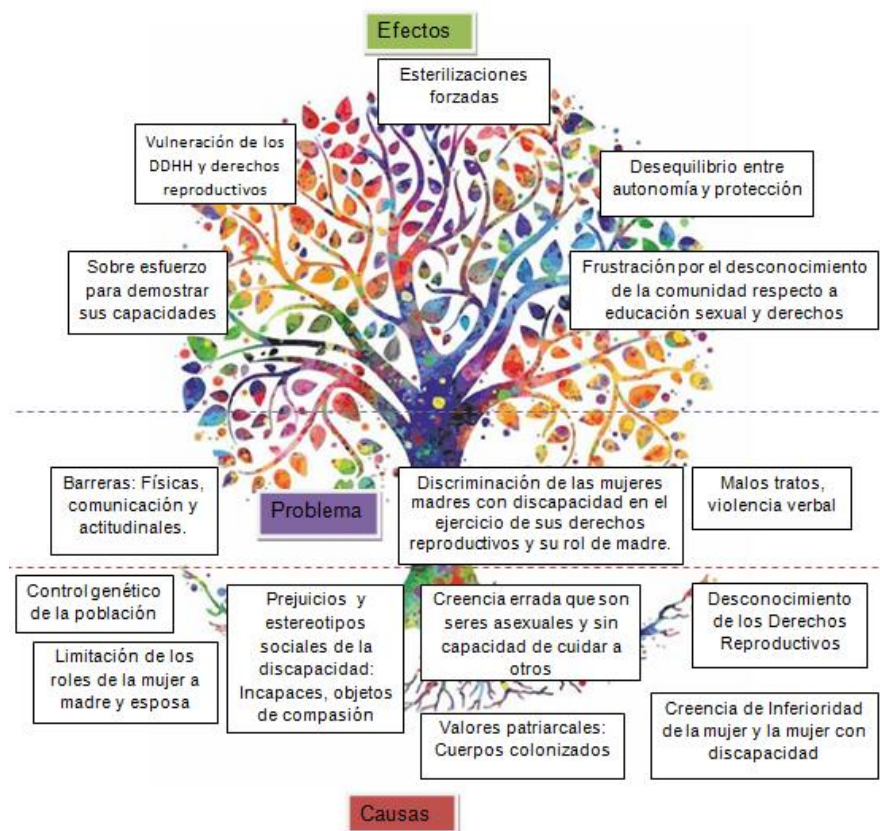 Efectos
Esterilizaciones
forzadas
Vulneración de los
DDHH y derechos
reproductivos
Desequilibrio entre
autonomía y protección
Sobre esfuerzo
para demostrar
sus capacidades
Frustración por el desconocimiento
de la comunidad respecto a
educación sexual y derechos
Barreras: Físicas,
comunicación y
actitudinales.
Problema
Discriminación de las mujeres
madres con discapacidad en el
ejercicio de sus derechos
reproductivos y su rol de madre.
Malos tratos,
violencia verbal
Control genético
de la población
Limitación de los
roles de la mujer a
madre y esposa
Prejuicios y
estereotipos
sociales de la
discapacidad:
Incapaces, objetos
de compasión
Creencia errada que son
seres asexuales y sin
capacidad de cuidar a
otros
Desconocimiento
de los Derechos
Reproductivos
Valores patriarcales:
Cuerpos colonizados
Creencia de Inferioridad
de la mujer y la mujer con
discapacidad
Causas